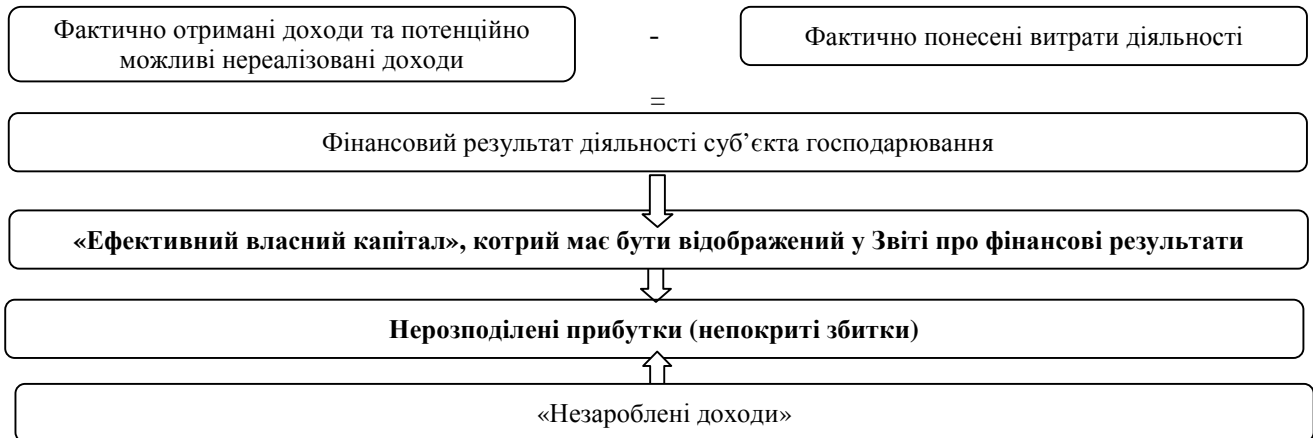 Фактично отримані доходи та потенційно
можливі нереалізовані доходи
-
Фактично понесені витрати діяльності
=
Фінансовий результат діяльності суб’єкта господарювання
«Ефективний власний капітал», котрий має бути відображений у Звіті про фінансові результати
Нерозподілені прибутки (непокриті збитки)
«Незароблені доходи»